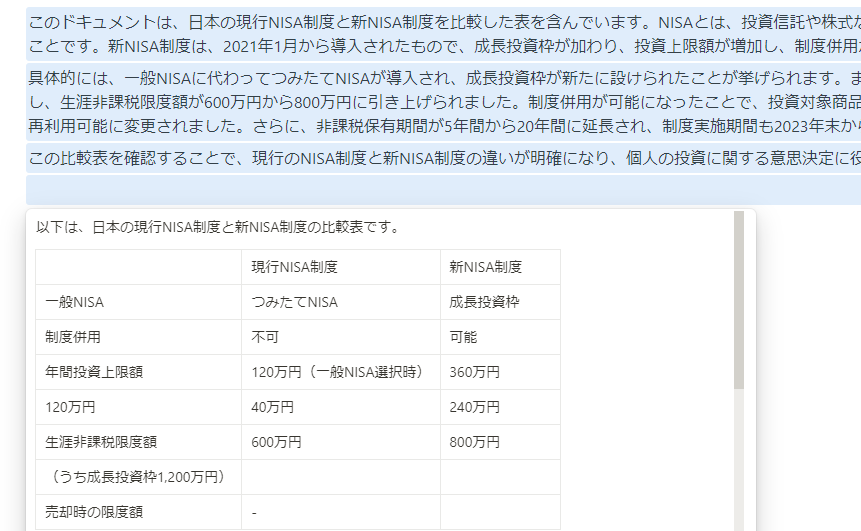 このドキュメントは、日本の現行NISA制度と新NISA制度を比較した表を含んでいます。NISAとは、投資信託や株式な
ことです。新NISA制度は、2021年1月から導入されたもので、成長投資枠が加わり、投資上限額が増加し、制度併用
具体的には、一般NISAに代わってつみたてNISAが導入され、成長投資枠が新たに設けられたことが挙げられます。ま
し、生涯非課税限度額が600万円から800万円に引き上げられました。制度併用が可能になったことで、投資対象商品
再利用可能に変更されました。さらに、非課税保有期間が5年間から20年間に延長され、制度実施期間も2023年末から
この比較表を確認することで、現行のNISA制度と新NISA制度の違いが明確になり、個人の投資に関する意思決定に役
以下は、日本の現行NISA制度と新NISA制度の比較表です。
現行NISA制度 新NISA制度
一般NISA つみたてNISA 成長投資枠
制度併用 不可 可能
年間投資上限額 120万円（一般NISA選択時） 360万円
120万円 40万円 240万円
生涯非課税限度額 600万円 800万円
（うち成長投資枠1,200万円）
売却時の限度額 -